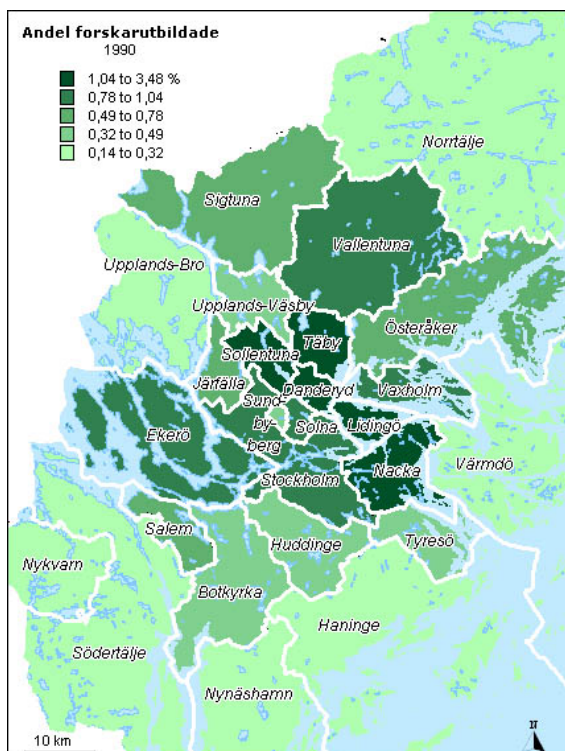 Andel forskarutbildade
1990
1,04 to 3,48 %
0,78 to 1,04
0,49 to 0,78
0,32 to 0,49
0,14 to 0,32
Norrtälje
Sigtuna
Vallentuna
Upplands-Bro
Upplands-Väsby
Österåker
Täby
Sollentuna
Järfälla
Danderyd
Vaxholm
Sund-
by-
berg
Solna
Lidingö
Ekerö
Värmdö
Nacka
Stockholm
Salem
Huddinge
Tyresö
Nykvarn
Botkyrka
Haninge
Södertälje
Nynäshamn
10 km
N